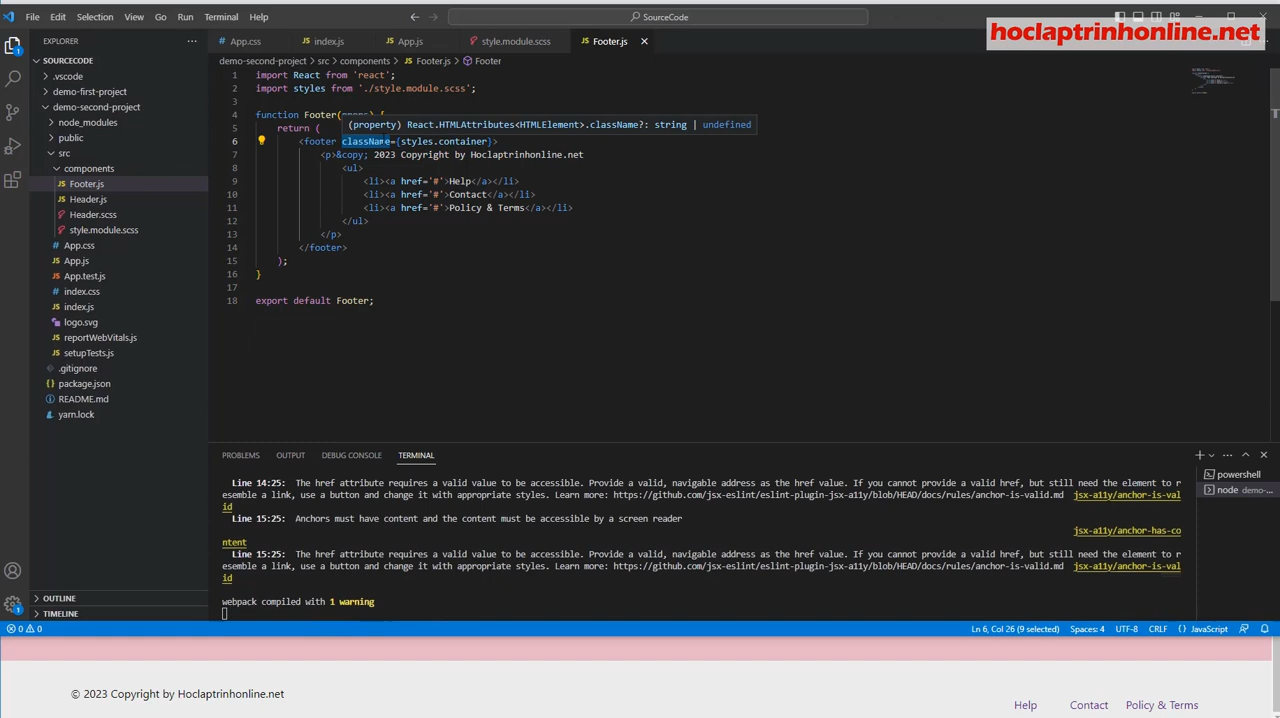 File Edit Selection View Go Run Terminal Help
SourceCode
hoclaptrinhonline.net
EXPLORER
App.css
index.js
App.js
style.module.scss
Footer.js
SOURCECODE
.vscode
demo-first-project
demo-second-project
node_modules
public
src
components
Footer.js
Header.js
Header.scss
style.module.scss
App.css
App.js
App.test.js
index.css
index.js
logo.svg
reportWebVitals.js
setupTests.js
.gitignore
package.json
README.md
yarn.lock
OUTLINE
TIMELINE
demo-second-project > src > components > Footer.js > Footer
1 import React from 'react';
2 import styles from './style.module.scss';
3
4 function Footer(props) {
(property) React.HTMLAttributes<HTMLElement>.className?: string | undefined
5 return (
6 <footer className={styles.container}>
7 <p>&copy; 2023 Copyright by Hoclaptrinhonline.net
8 <ul>
9 <li><a href='#'>Help</a></li>
10 <li><a href='#'>Contact</a></li>
11 <li><a href='#'>Policy & Terms</a></li>
12 </ul>
13 </p>
14 </footer>
15 );
16 }
17
18 export default Footer;
PROBLEMS OUTPUT DEBUG CONSOLE TERMINAL
powershell
node demo-...
Line 14:25: The href attribute requires a valid value to be accessible. Provide a valid, navigable address as the href value. If you cannot provide a valid href, but still need the element to r
esemble a link, use a button and change it with appropriate styles. Learn more: https://github.com/jsx-eslint/eslint-plugin-jsx-a11y/blob/HEAD/docs/rules/anchor-is-valid.md jsx-a11y/anchor-is-val
id
Line 15:25: Anchors must have content and the content must be accessible by a screen reader
jsx-a11y/anchor-has-co
ntent
Line 15:25: The href attribute requires a valid value to be accessible. Provide a valid, navigable address as the href value. If you cannot provide a valid href, but still need the element to r
esemble a link, use a button and change it with appropriate styles. Learn more: https://github.com/jsx-eslint/eslint-plugin-jsx-a11y/blob/HEAD/docs/rules/anchor-is-valid.md jsx-a11y/anchor-is-val
id
webpack compiled with 1 warning
0 0
Ln 6, Col 26 (9 selected) Spaces: 4 UTF-8 CRLF {} JavaScript
© 2023 Copyright by Hoclaptrinhonline.net
Help Contact Policy & Terms